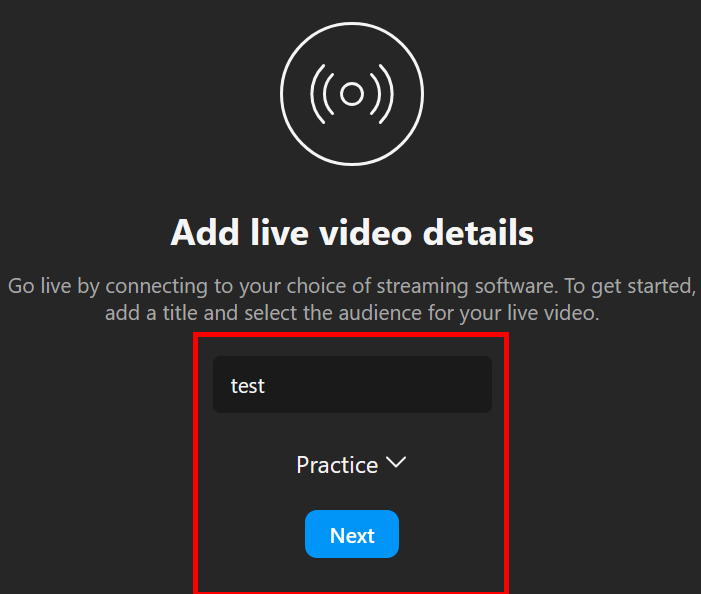 Add live video details
Go live by connecting to your choice of streaming software. To get started,
add a title and select the audience for your live video.
test
Practice
Next